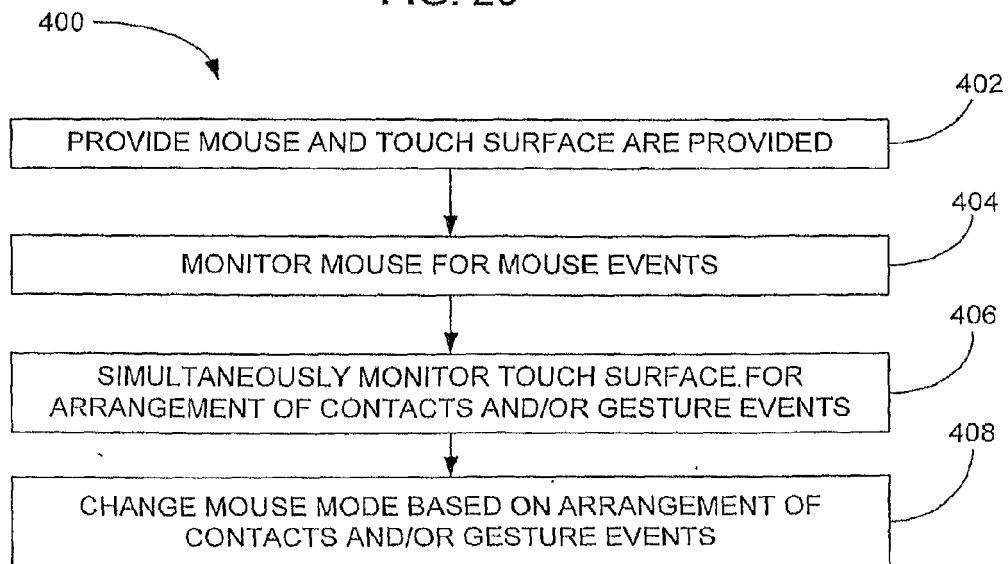 400
402
PROVIDE MOUSE AND TOUCH SURFACE ARE PROVIDED
404
MONITOR MOUSE FOR MOUSE EVENTS
406
SIMULTANEOUSLY MONITOR TOUCH SURFACE FOR
ARRANGEMENT OF CONTACTS AND/OR GESTURE EVENTS
408
CHANGE MOUSE MODE BASED ON ARRANGEMENT OF
CONTACTS AND/OR GESTURE EVENTS